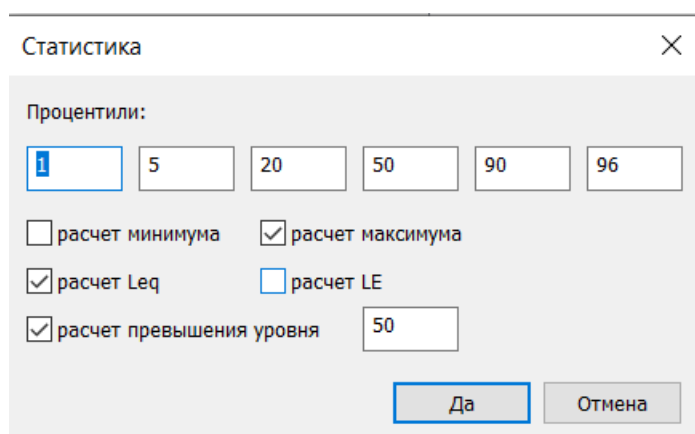 Статистика
Процентили:
1 5 20 50 90 96
расчет минимума расчет максимума
расчет Leq расчет LE
расчет превышения уровня 50
Да Отмена